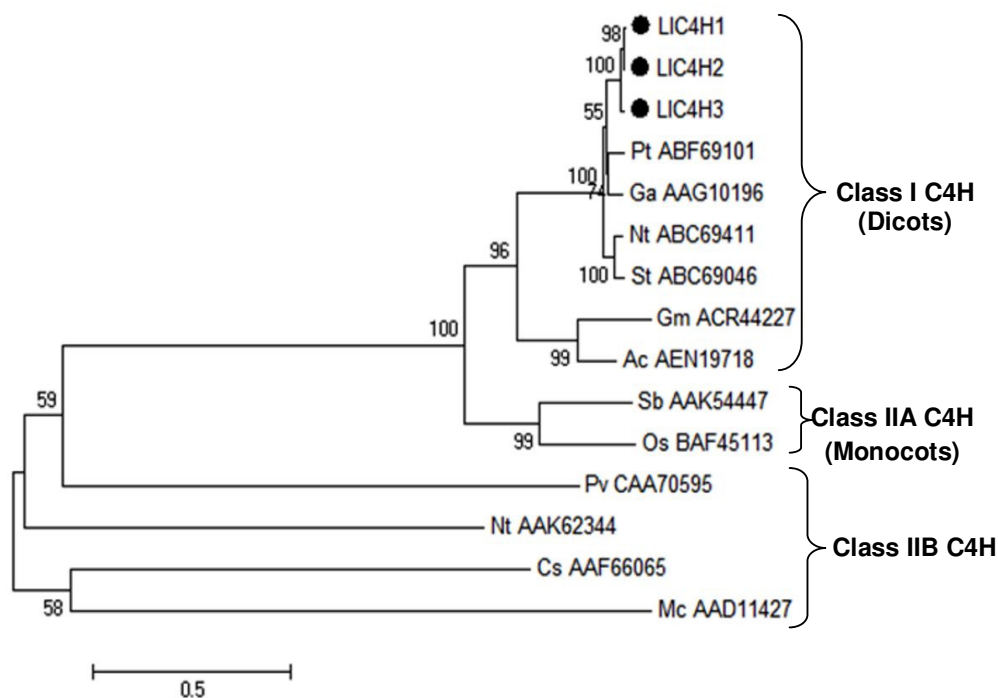 98
LIC4H1
100
LIC4H2
55
LIC4H3
Pt ABF69101
100
74
Ga AAG10196
Class I C4H
(Dicots)
Nt ABC69411
96
100
St ABC69046
Gm ACR44227
100
99
Ac AEN19718
59
Sb AAK54447
Class IIA C4H
99
Os BAF45113
(Monocots)
Pv CAA70595
Nt AAK62344
Class IIB C4H
Cs AAF66065
58
Mc AAD11427
0.5